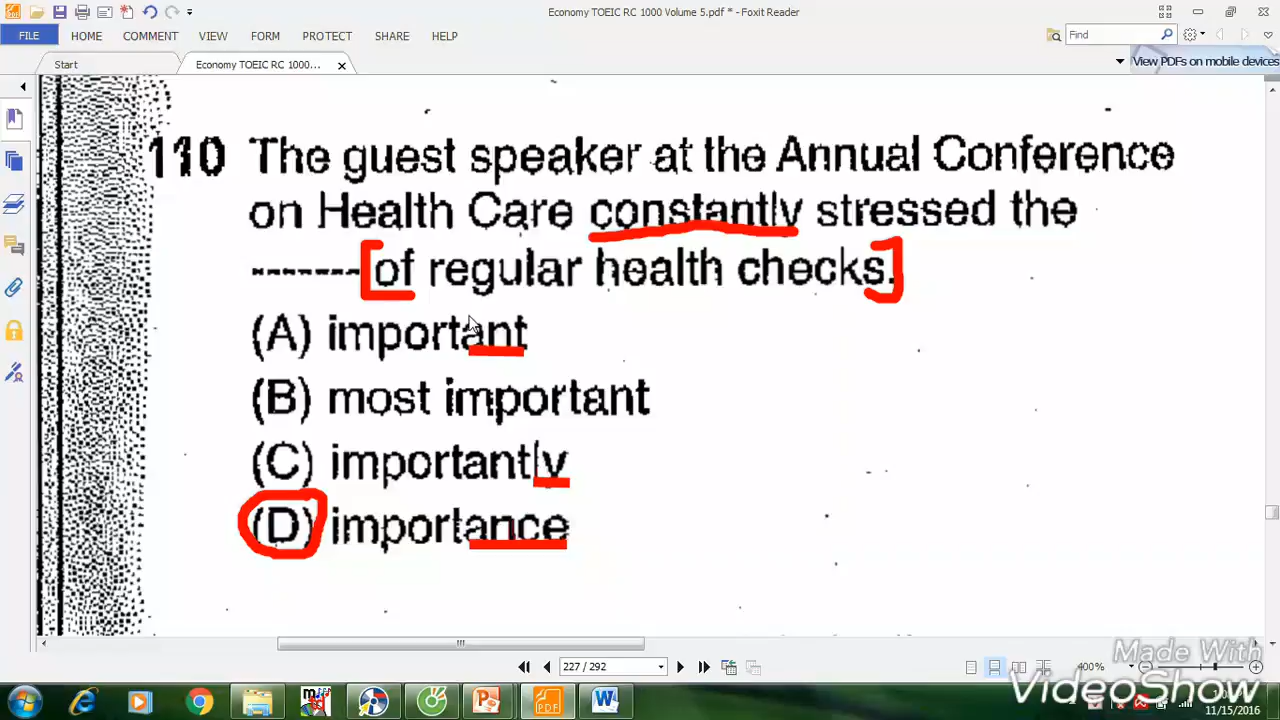 Economy TOEIC RC 1000 Volume 5.pdf * - Foxit Reader
FILE HOME COMMENT VIEW FORM PROTECT SHARE HELP
Find
Start
Economy TOEIC RC 1000...
View PDFs on mobile devices
110 The guest speaker at the Annual Conference
on Health Care constantly stressed the
------- of regular health checks.
(A) important
(B) most important
(C) importantly
(D) importance
227 / 292
400%
Made With
VideoShow
11/15/2016